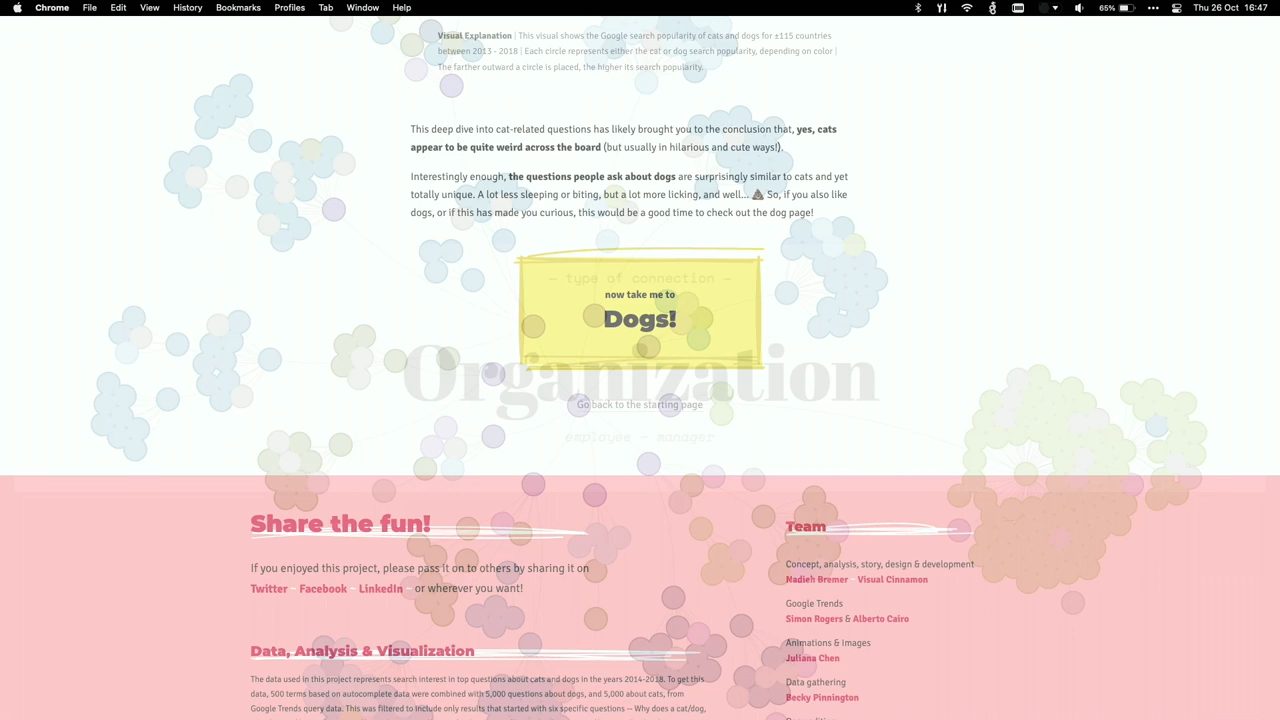 Chrome File Edit View History Bookmarks Profiles Tab Window Help 65% Thu 26 Oct 16:47
Visual Explanation | This visual shows the Google search popularity of cats and dogs for ±115 countries
between 2013 - 2018 | Each circle represents either the cat or dog search popularity, depending on color |
The farther outward a circle is placed, the higher its search popularity.
This deep dive into cat-related questions has likely brought you to the conclusion that, yes, cats
appear to be quite weird across the board (but usually in hilarious and cute ways!).
Interestingly enough, the questions people ask about dogs are surprisingly similar to cats and yet
totally unique. A lot less sleeping or biting, but a lot more licking, and well... 💩 So, if you also like
dogs, or if this has made you curious, this would be a good time to check out the dog page!
— type of connection —
now take me to
Dogs!
Organization
Go back to the starting page
employee — manager
Share the fun!
If you enjoyed this project, please pass it on to others by sharing it on
Twitter - Facebook - LinkedIn - or wherever you want!
Data, Analysis & Visualization
The data used in this project represents search interest in top questions about cats and dogs in the years 2014-2018. To get this
data, 500 terms based on autocomplete data were combined with 5,000 questions about dogs, and 5,000 about cats, from
Google Trends query data. This was filtered to include only results that started with six specific questions -- Why does a cat/dog,
Team
Concept, analysis, story, design & development
Nadieh Bremer - Visual Cinnamon
Google Trends
Simon Rogers & Alberto Cairo
Animations & Images
Juliana Chen
Data gathering
Becky Pinnington